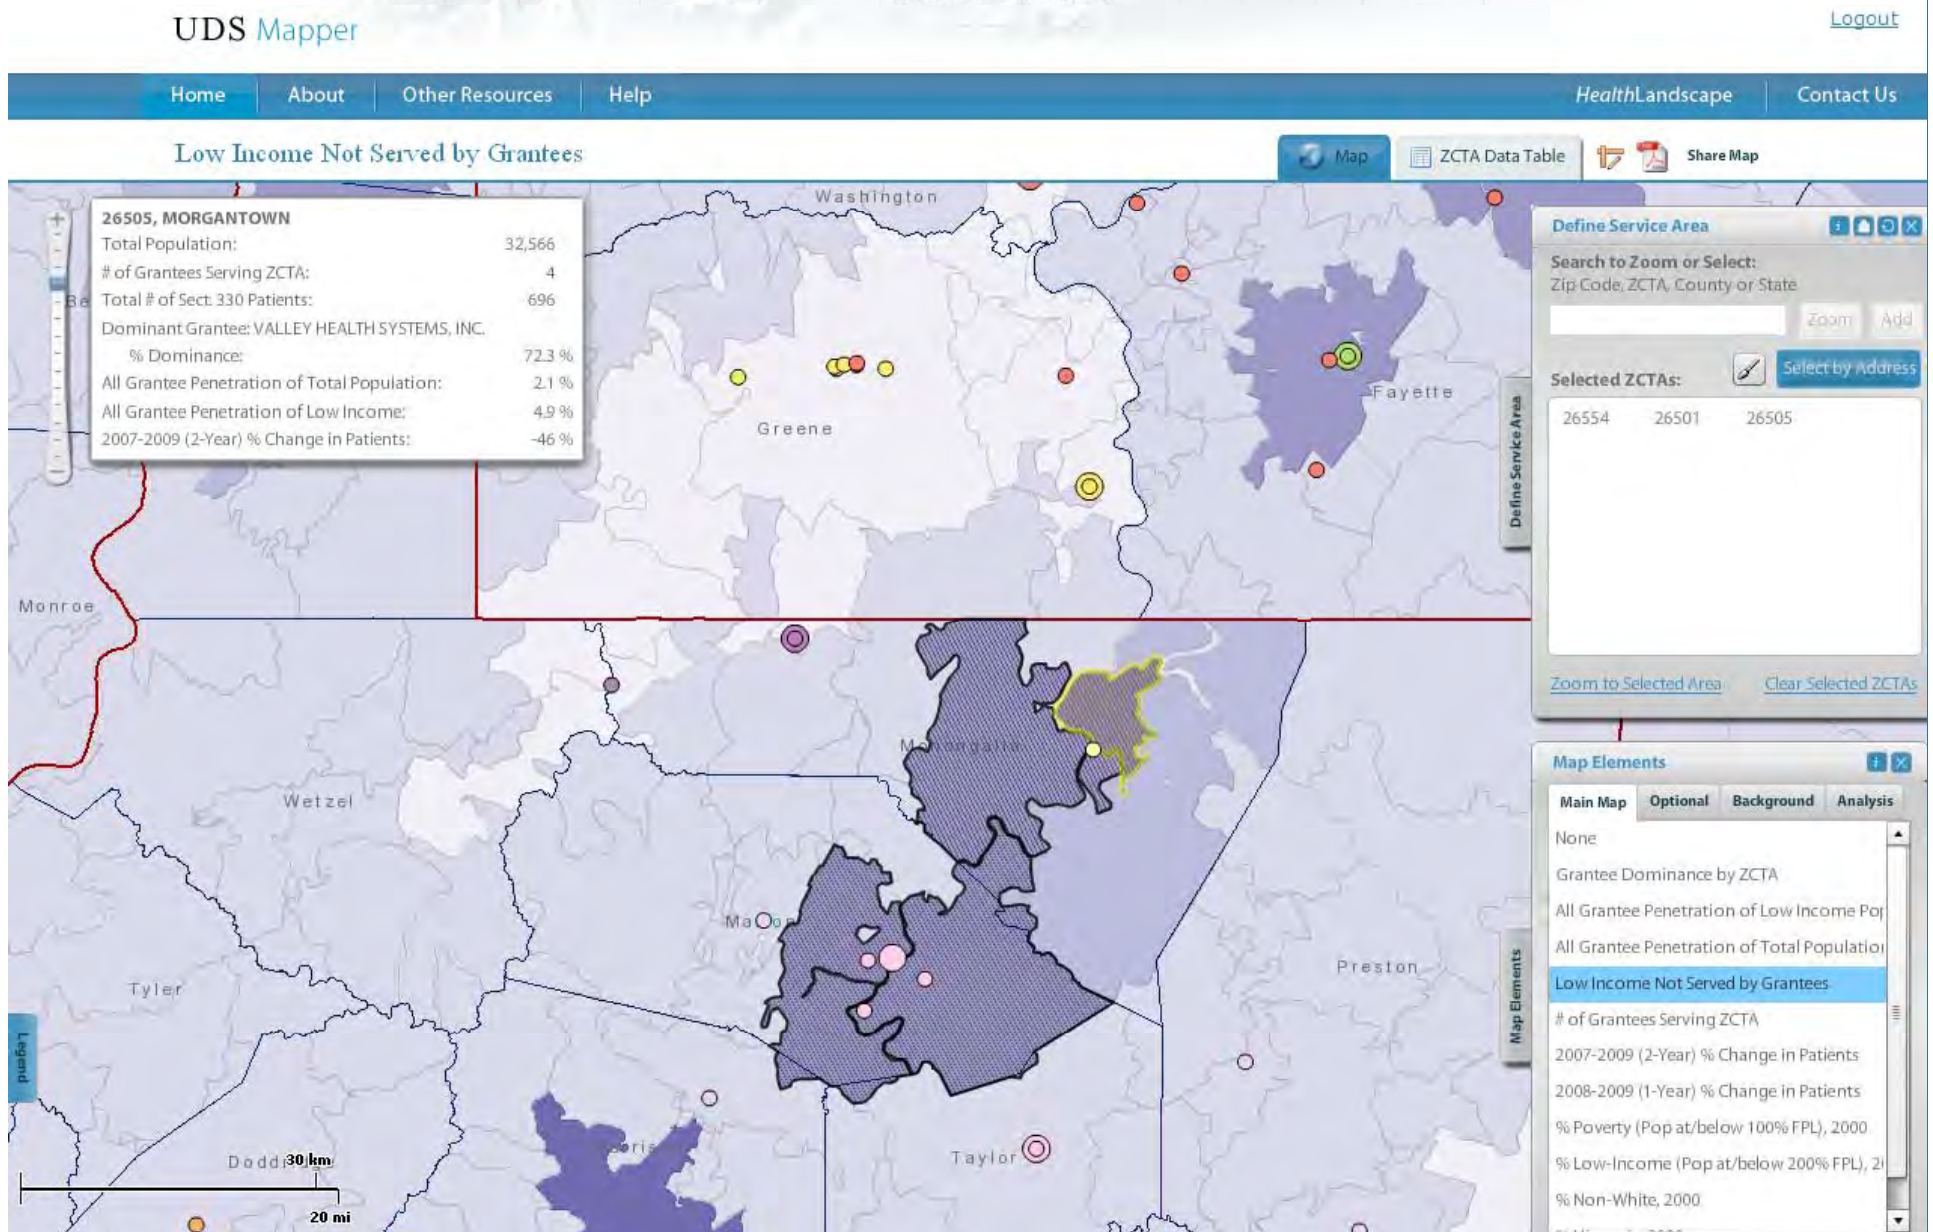 UDS Mapper
Logout
Home About Other Resources Help HealthLandscape Contact Us
Low Income Not Served by Grantees
Map ZCTA Data Table Share Map
26505, MORGANTOWN
Total Population: 32,566
# of Grantees Serving ZCTA: 4
Total # of Sect. 330 Patients: 696
Dominant Grantee: VALLEY HEALTH SYSTEMS, INC.
% Dominance: 72.3 %
All Grantee Penetration of Total Population: 2.1 %
All Grantee Penetration of Low Income: 4.9 %
2007-2009 (2-Year) % Change in Patients: -46 %
Washington
Greene
Fayette
Monroe
Wetzel
Tyler
Preston
Taylor
30 km
20 mi
Legend
Define Service Area
Define Service Area
Search to Zoom or Select:
Zip Code, ZCTA, County or State
Zoom Add
Selected ZCTAs: Select by Address
26554 26501 26505
Zoom to Selected Area Clear Selected ZCTAs
Map Elements
Map Elements
Main Map Optional Background Analysis
None
Grantee Dominance by ZCTA
All Grantee Penetration of Low Income Pop
All Grantee Penetration of Total Population
Low Income Not Served by Grantees
# of Grantees Serving ZCTA
2007-2009 (2-Year) % Change in Patients
2008-2009 (1-Year) % Change in Patients
% Poverty (Pop at/below 100% FPL), 2000
% Low-Income (Pop at/below 200% FPL), 2
% Non-White, 2000